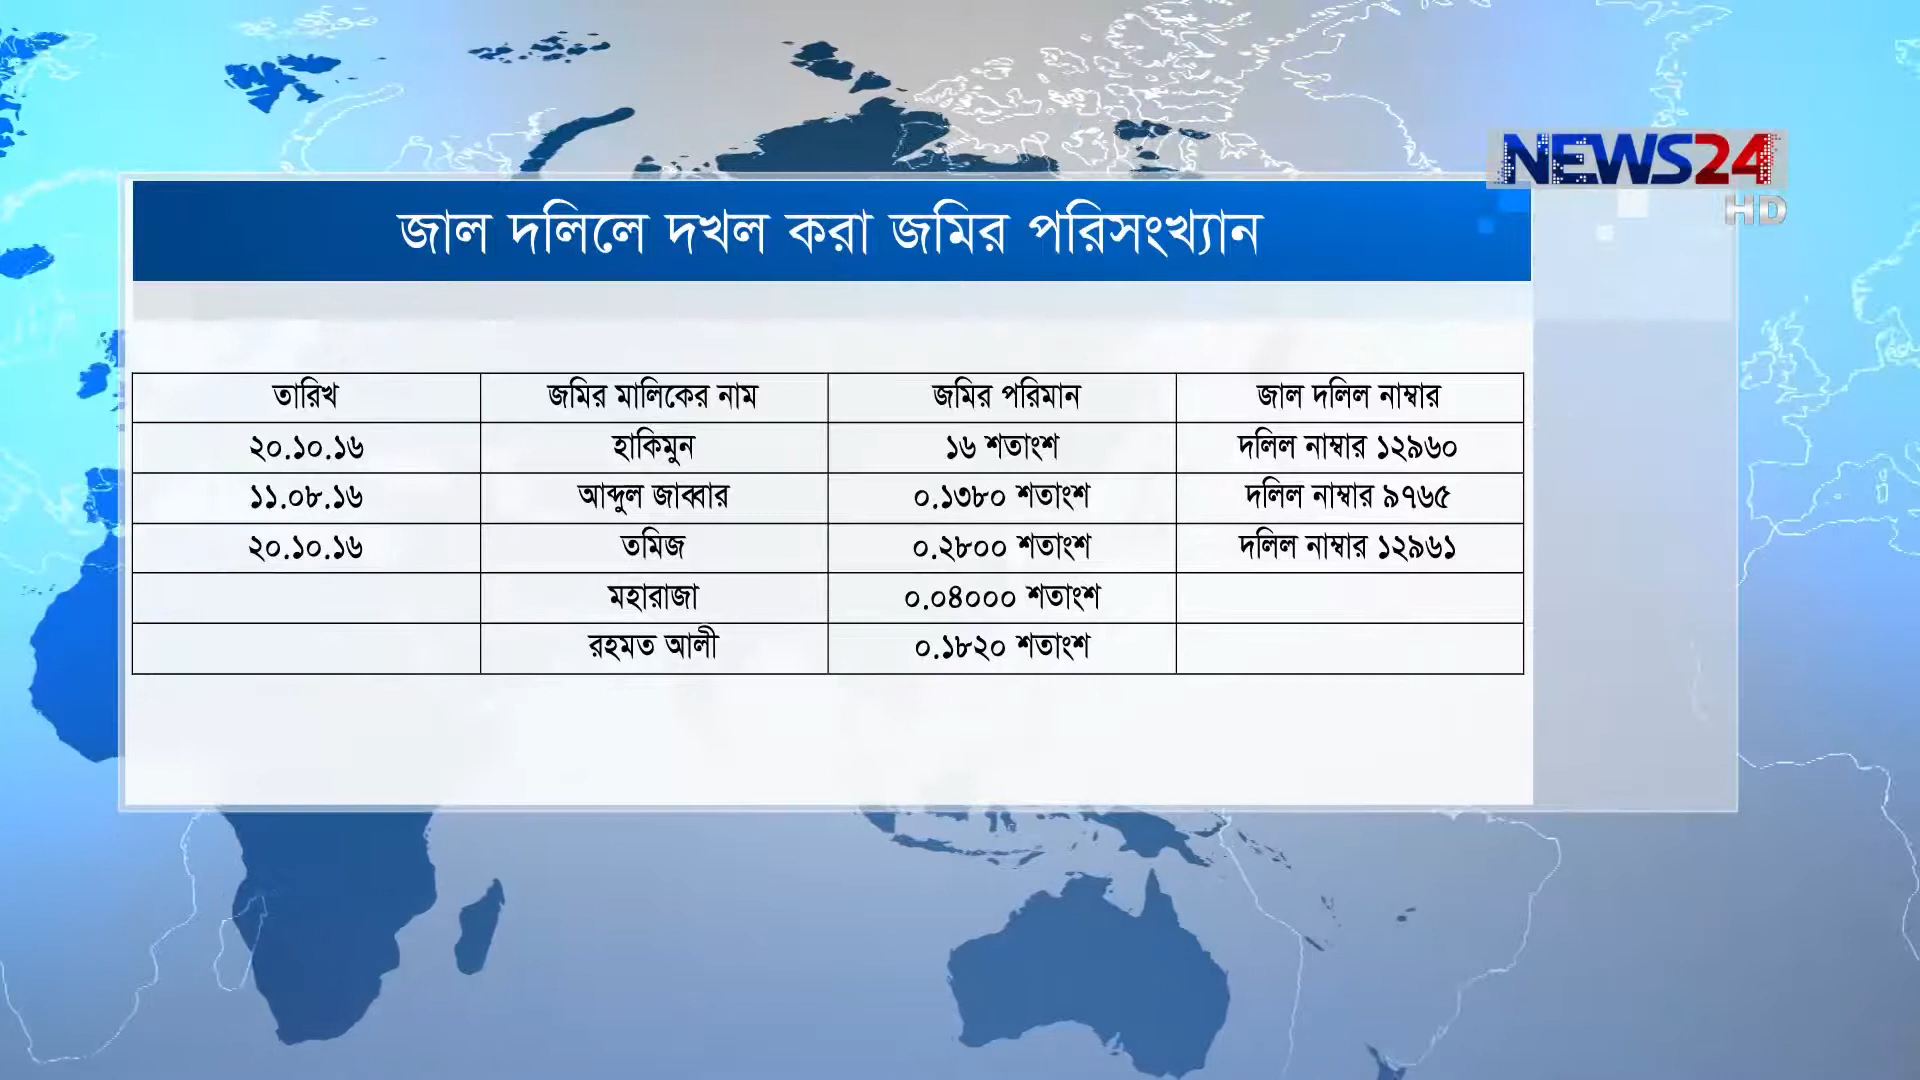 NEWS24
HD
জাল দলিলে দখল করা জমির পরিসংখ্যান
তারিখ জমির মালিকের নাম জমির পরিমান জাল দলিল নাম্বার
২০.১০.১৬ হাকিমুন ১৬ শতাংশ দলিল নাম্বার ১২৯৬০
১১.০৮.১৬ আব্দুল জাব্বার ০.১৩৮০ শতাংশ দলিল নাম্বার ৯৭৬৫
২০.১০.১৬ তমিজ ০.২৮০০ শতাংশ দলিল নাম্বার ১২৯৬১
মহারাজা ০.০৪০০০ শতাংশ
রহমত আলী ০.১৮২০ শতাংশ